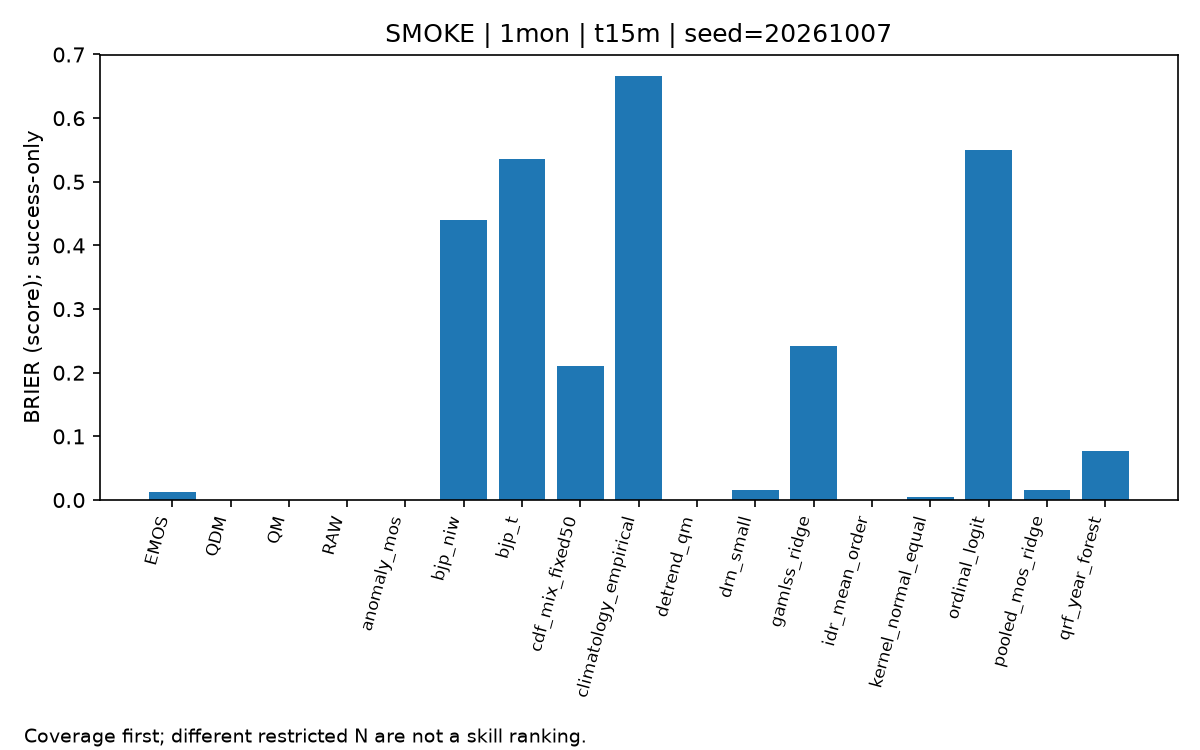 SMOKE | 1mon | t15m | seed=20261007
BRIER (score); success-only
0.7
0.6
0.5
0.4
0.3
0.2
0.1
0.0
EMOS
QDM
QM
RAW
anomaly_mos
bjp_niw
bjp_t
cdf_mix_fixed50
climatology_empirical
detrend_qm
drn_small
gamlss_ridge
idr_mean_order
kernel_normal_equal
ordinal_logit
pooled_mos_ridge
qrf_year_forest
Coverage first; different restricted N are not a skill ranking.